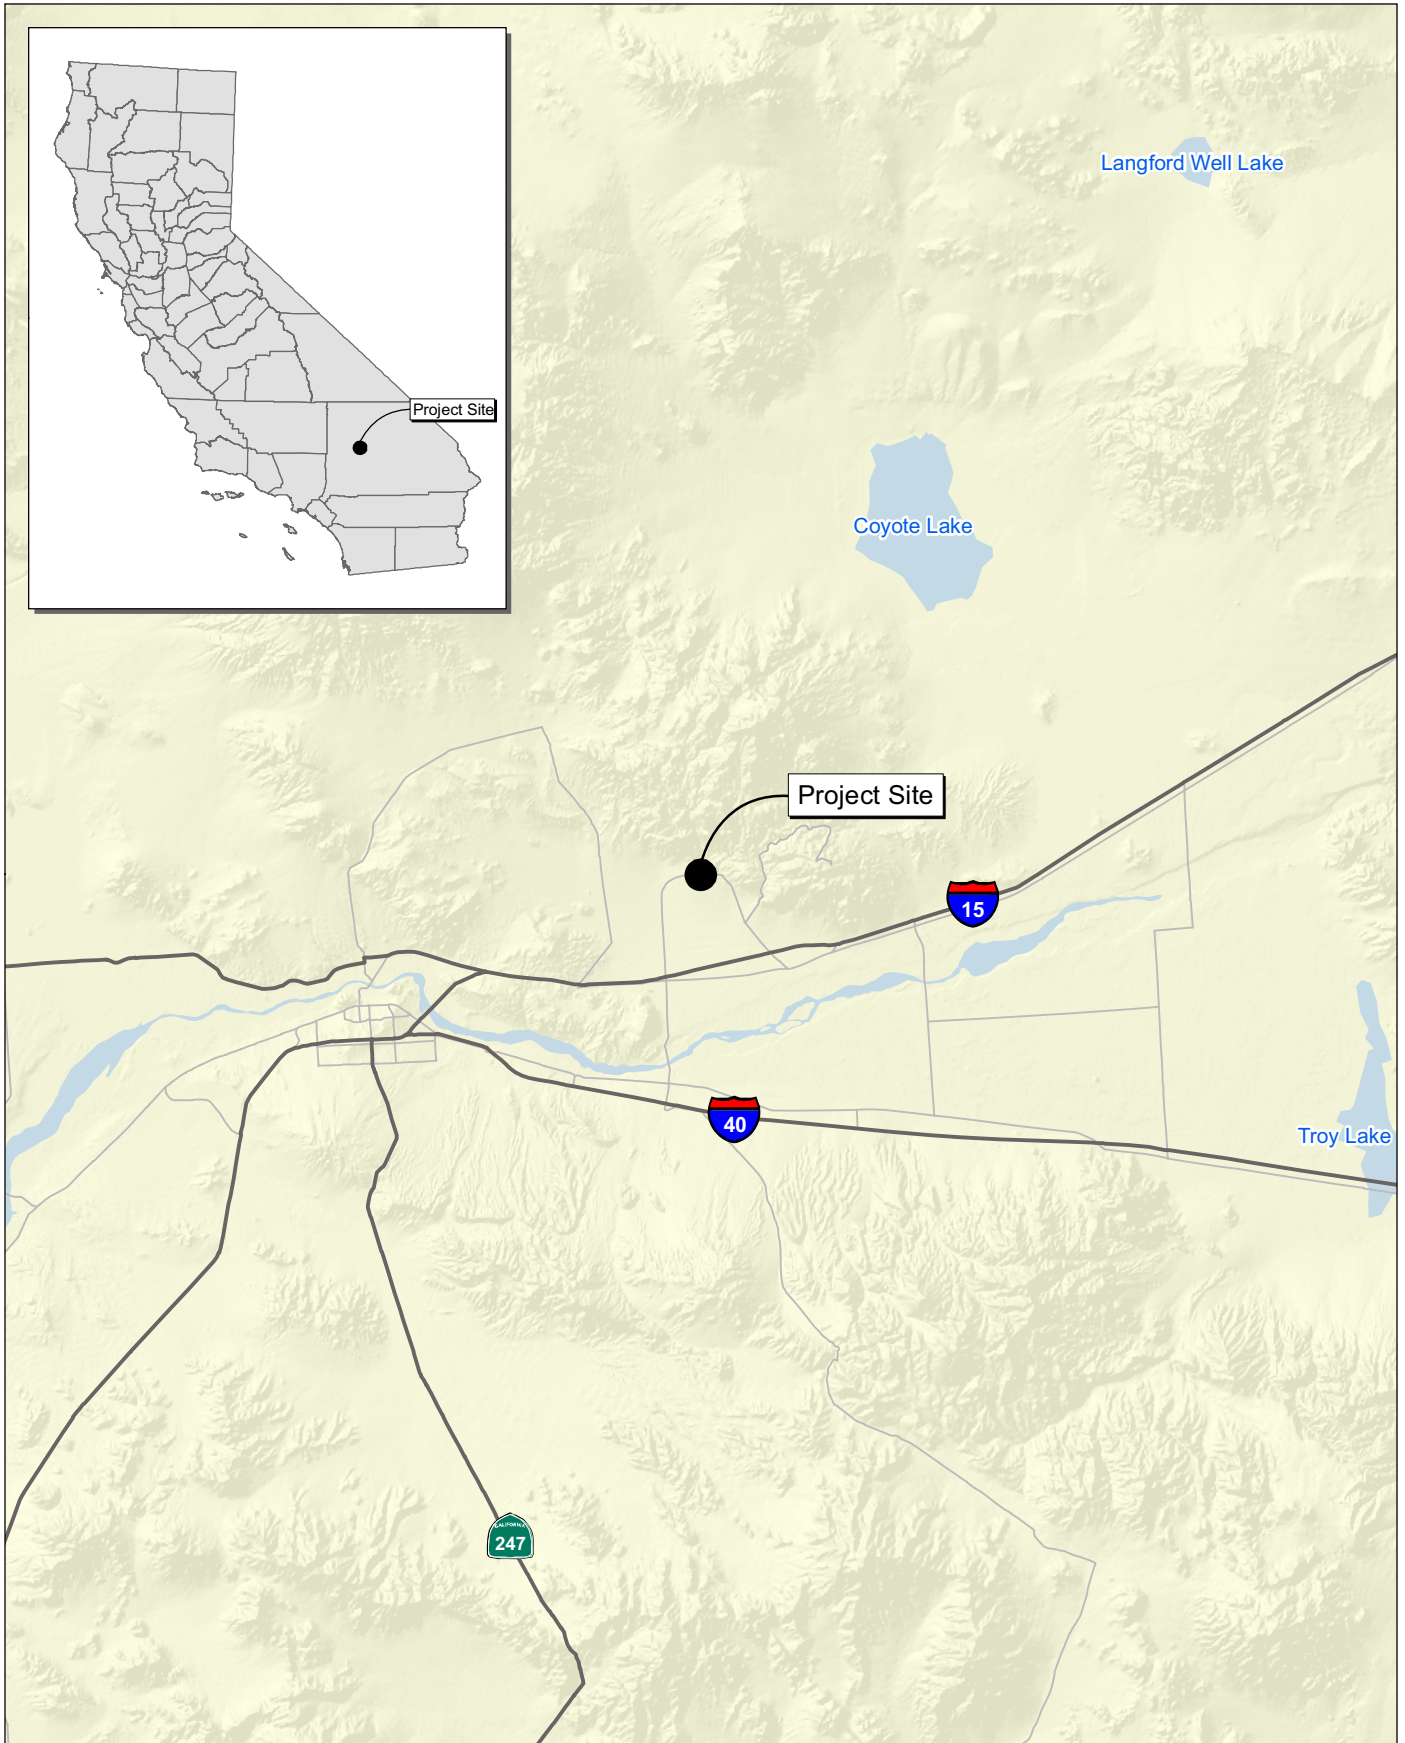 Langford Well Lake
Project Site
Coyote Lake
Project Site
15
40
Troy Lake
CALIFORNIA
247